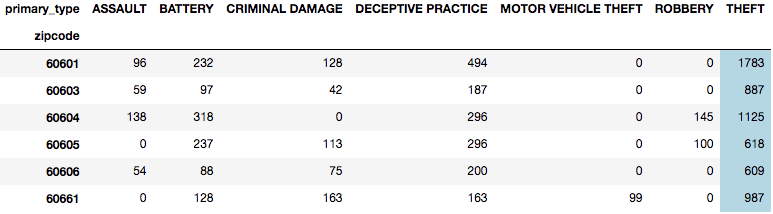 primary_type ASSAULT BATTERY CRIMINAL DAMAGE DECEPTIVE PRACTICE MOTOR VEHICLE THEFT ROBBERY THEFT
zipcode
60601 96 232 128 494 0 0 1783
60603 59 97 42 187 0 0 887
60604 138 318 0 296 0 145 1125
60605 0 237 113 296 0 100 618
60606 54 88 75 200 0 0 609
60661 0 128 163 163 99 0 987